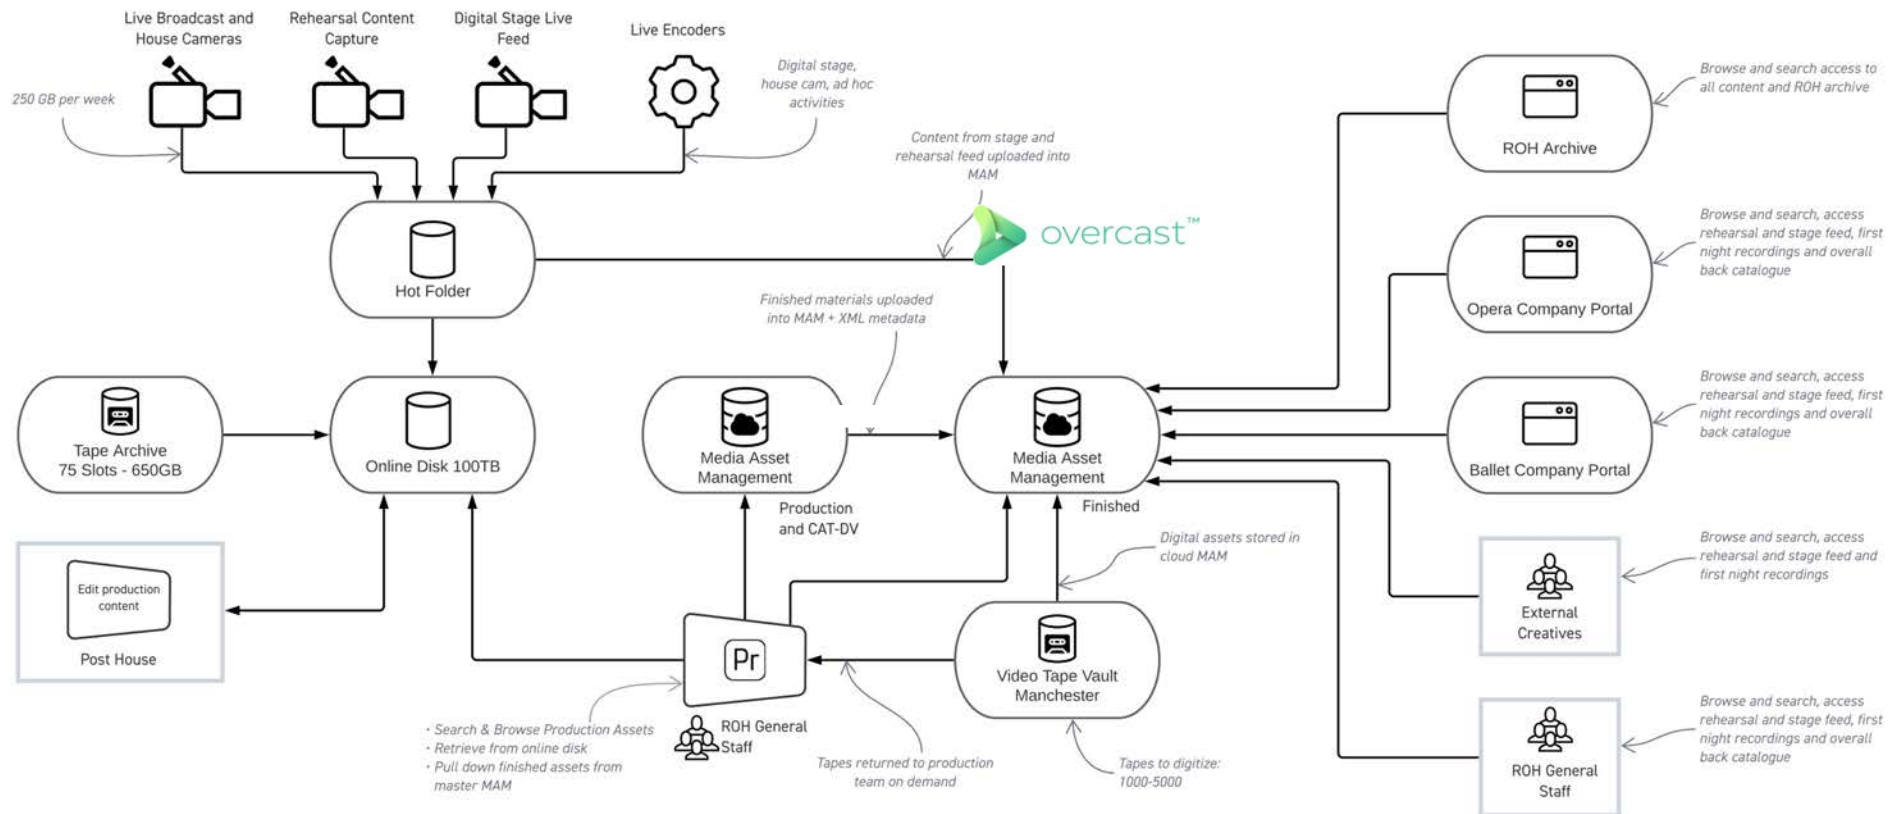 Live Broadcast and
House Cameras
Rehearsal Content
Capture
Digital Stage Live
Feed
Live Encoders
250 GB per week
Digital stage,
house cam, ad hoc
activities
Content from stage and
rehearsal feed uploaded into
MAM
overcast™
Hot Folder
Finished materials uploaded
into MAM + XML metadata
Tape Archive
75 Slots - 650GB
Online Disk 100TB
Media Asset
Management
Production
and CAT-DV
Media Asset
Management
Finished
Edit production
content
Post House
Pr
ROH General
Staff
• Search & Browse Production Assets
• Retrieve from online disk
• Pull down finished assets from
master MAM
Digital assets stored in
cloud MAM
Video Tape Vault
Manchester
Tapes returned to production
team on demand
Tapes to digitize:
1000-5000
ROH Archive
Browse and search access to
all content and ROH archive
Opera Company Portal
Browse and search, access
rehearsal and stage feed, first
night recordings and overall
back catalogue
Ballet Company Portal
Browse and search, access
rehearsal and stage feed, first
night recordings and overall
back catalogue
External
Creatives
Browse and search, access
rehearsal and stage feed and
first night recordings
ROH General
Staff
Browse and search, access
rehearsal and stage feed, first
night recordings and overall
back catalogue